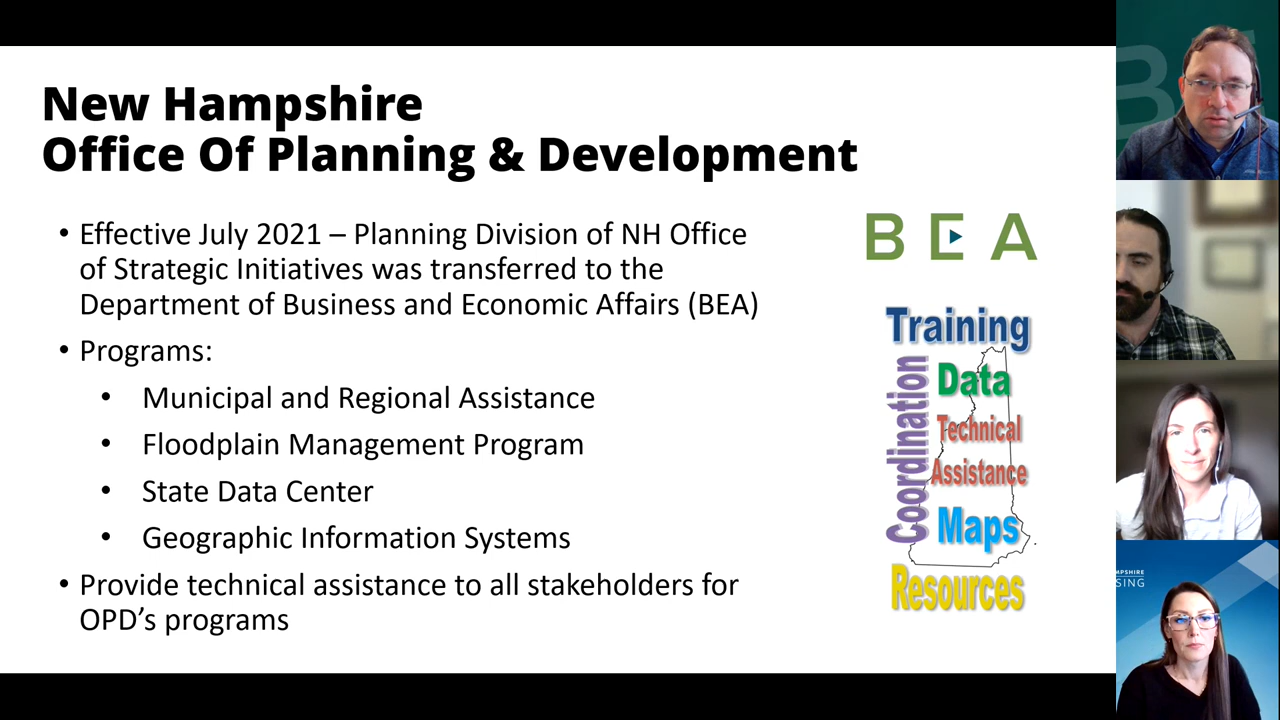 New Hampshire
Office Of Planning & Development
• Effective July 2021 – Planning Division of NH Office
of Strategic Initiatives was transferred to the
Department of Business and Economic Affairs (BEA)
• Programs:
• Municipal and Regional Assistance
• Floodplain Management Program
• State Data Center
• Geographic Information Systems
• Provide technical assistance to all stakeholders for
OPD’s programs
BEA
Training
Coordination
Data
Technical
Assistance
Maps
Resources
B
MPSHIRE
SING